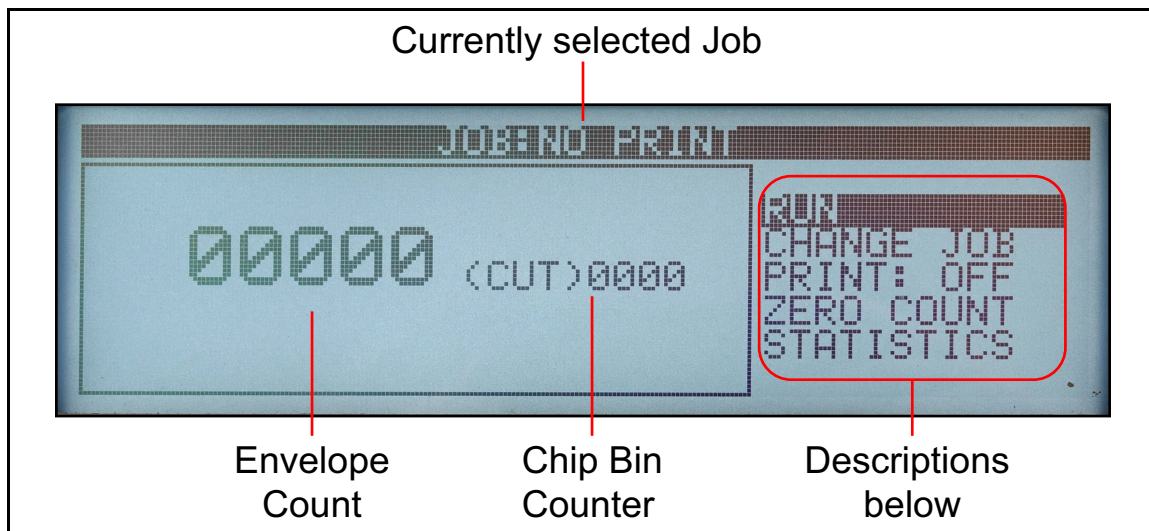 Currently selected Job
JOB:NO PRINT
00000 (CUT)0000
RUN
CHANGE JOB
PRINT: OFF
ZERO COUNT
STATISTICS
Envelope Count
Chip Bin Counter
Descriptions below